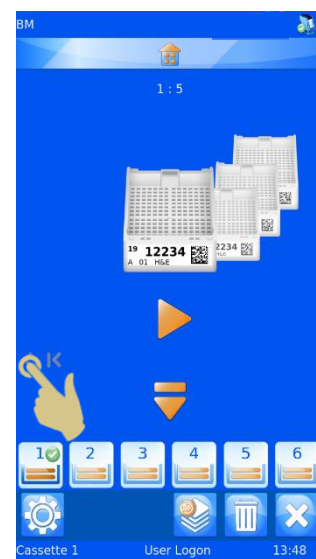 BM
1 : 5
19 12234
A 01 H&E
2234
H&E
1 2 3 4 5 6
Cassette 1 User Logon 13:48